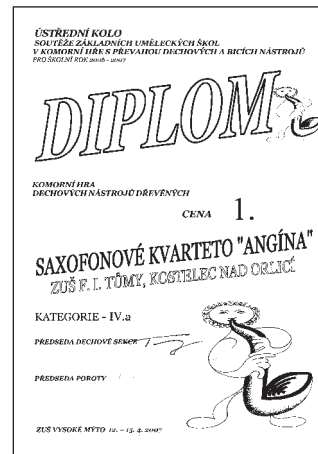 ÚSTŘEDNÍ KOLO
SOUTĚŽE ZÁKLADNÍCH UMĚLECKÝCH ŠKOL
V KOMORNÍ HŘE S PŘEVAHOU DECHOVÝCH A BICÍCH NÁSTROJŮ
PRO ŠKOLNÍ ROK 2006 - 2007
DIPLOM
KOMORNÍ HRA
DECHOVÝCH NÁSTROJŮ DŘEVĚNÝCH
CENA 1.
SAXOFONOVÉ KVARTETO "ANGÍNA"
ZUŠ F. I. TŮMY, KOSTELEC NAD ORLICÍ
KATEGORIE - IV.a
PŘEDSEDA DECHOVÉ SEKCE
PŘEDSEDA POROTY
ZUŠ VYSOKÉ MÝTO 12. – 15. 4. 2007